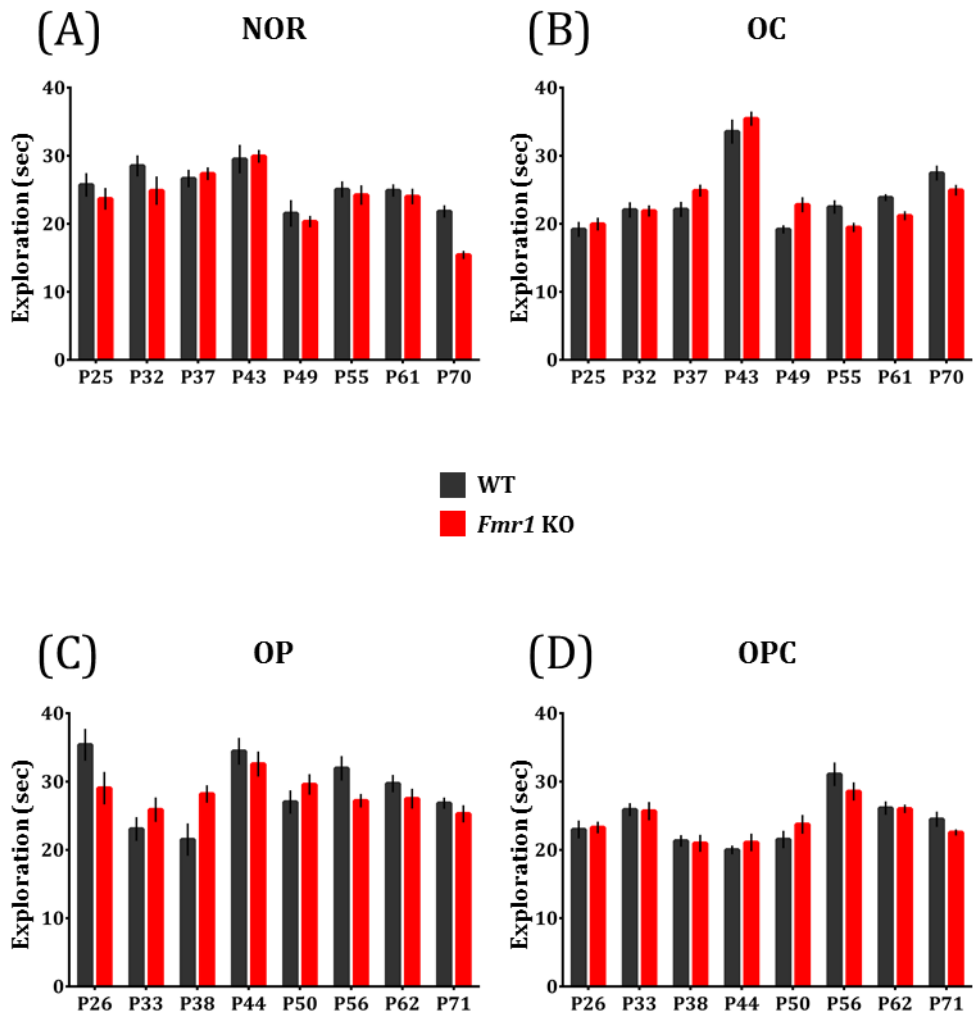 (A) NOR
Exploration (sec)
40
30
20
10
0
P25 P32 P37 P43 P49 P55 P61 P70
(B) OC
Exploration (sec)
40
30
20
10
0
P25 P32 P37 P43 P49 P55 P61 P70
WT
Fmr1 KO
(C) OP
Exploration (sec)
40
30
20
10
0
P26 P33 P38 P44 P50 P56 P62 P71
(D) OPC
Exploration (sec)
40
30
20
10
0
P26 P33 P38 P44 P50 P56 P62 P71